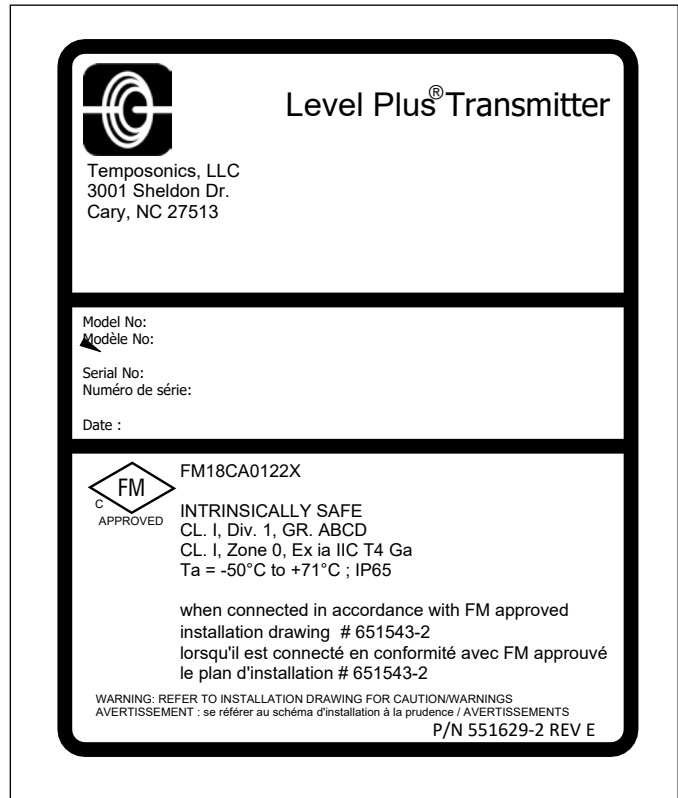 Level Plus® Transmitter
Temposonics, LLC
3001 Sheldon Dr.
Cary, NC 27513
Model No:
Modèle No:
Serial No:
Numéro de série:
Date :
FM
C
APPROVED
FM18CA0122X
INTRINSICALLY SAFE
CL. I, Div. 1, GR. ABCD
CL. I, Zone 0, Ex ia IIC T4 Ga
Ta = -50°C to +71°C ; IP65
when connected in accordance with FM approved
installation drawing # 651543-2
lorsqu'il est connecté en conformité avec FM approuvé
le plan d'installation # 651543-2
WARNING: REFER TO INSTALLATION DRAWING FOR CAUTION/WARNINGS
AVERTISSEMENT : se référer au schéma d'installation à la prudence / AVERTISSEMENTS
P/N 551629-2 REV E